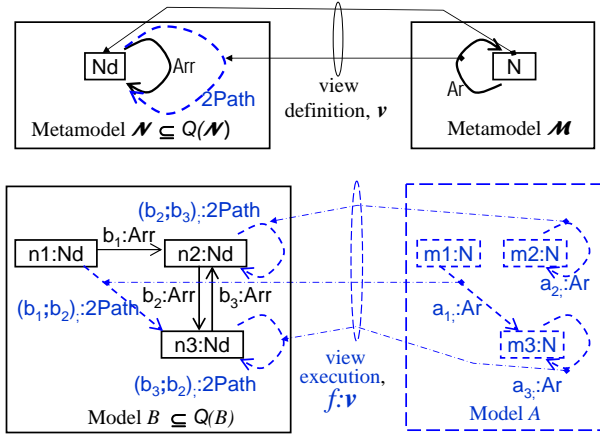 Nd
Arr
2Path
Metamodel 𝓝 ⊆ Q(𝓝)
view
definition, v
N
Ar
Metamodel 𝓜
(b₂;b₃);:2Path
n1:Nd
b₁:Arr
n2:Nd
b₂:Arr
b₃:Arr
(b₁;b₂);:2Path
n3:Nd
(b₃;b₂);:2Path
Model B ⊆ Q(B)
view
execution,
f:v
m1:N
m2:N
a₂;:Ar
a₁;:Ar
m3:N
a₃;:Ar
Model A